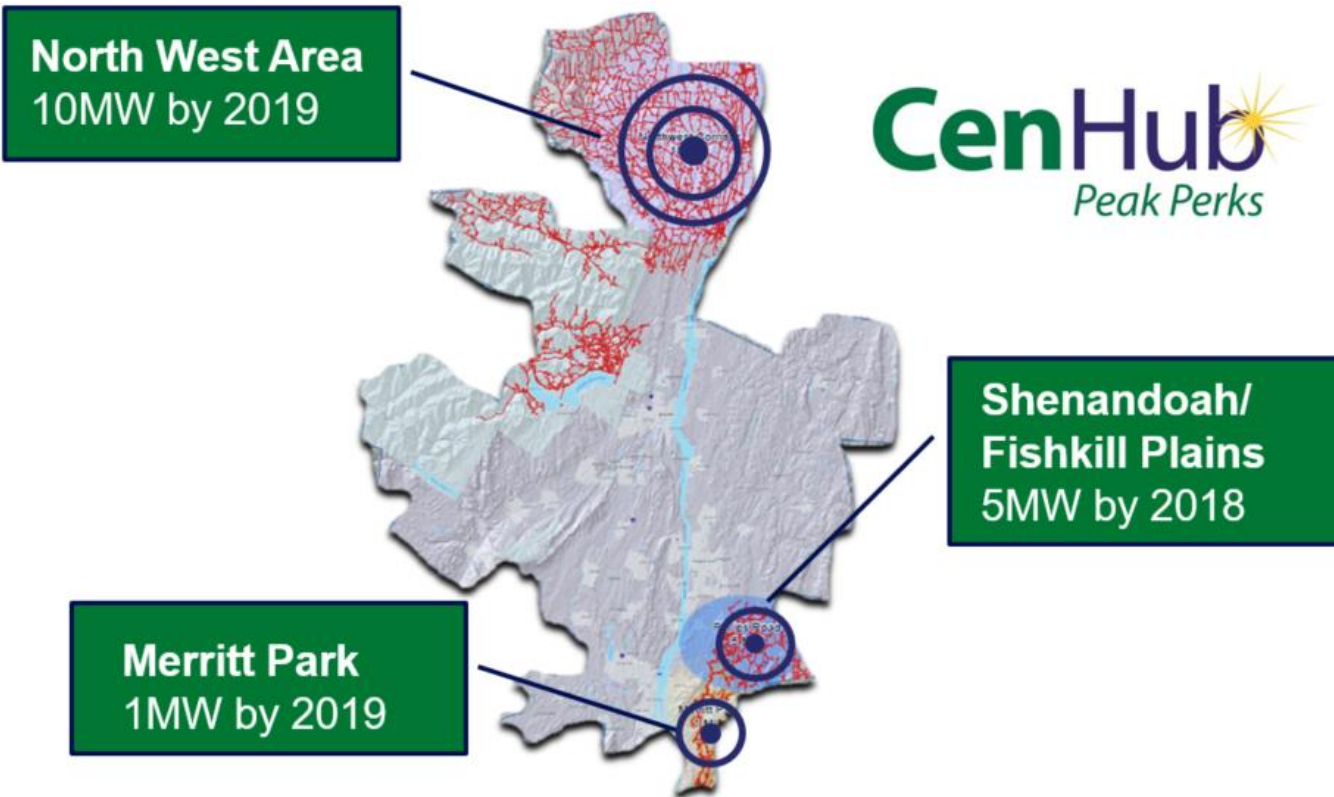 North West Area
10MW by 2019
CenHub
Peak Perks
Shenandoah/
Fishkill Plains
5MW by 2018
Merritt Park
1MW by 2019